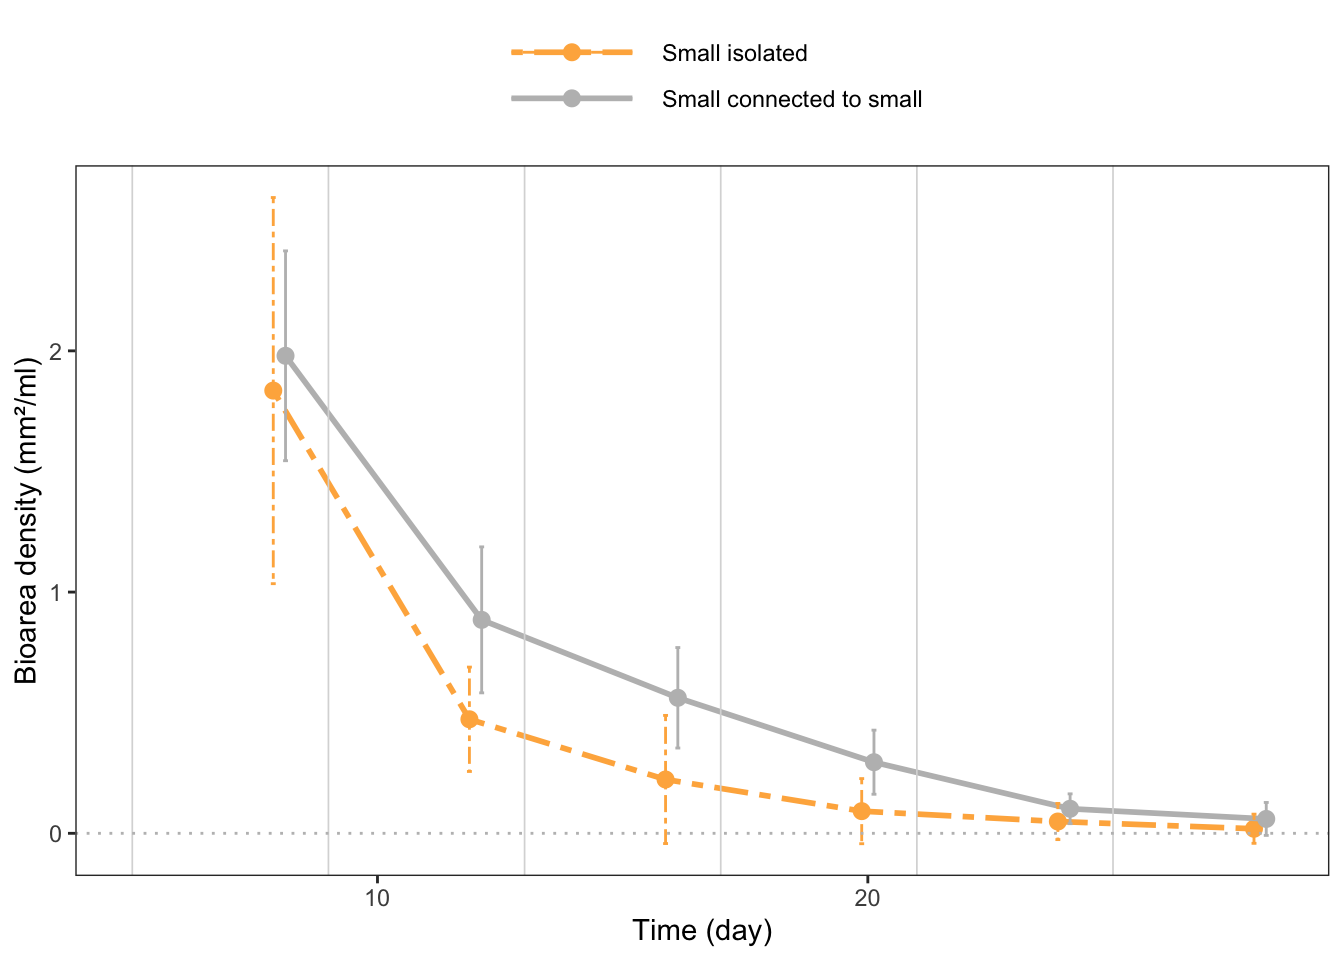 Small isolated
Small connected to small
Bioarea density (mm²/ml)
2
1
0
10
20
Time (day)